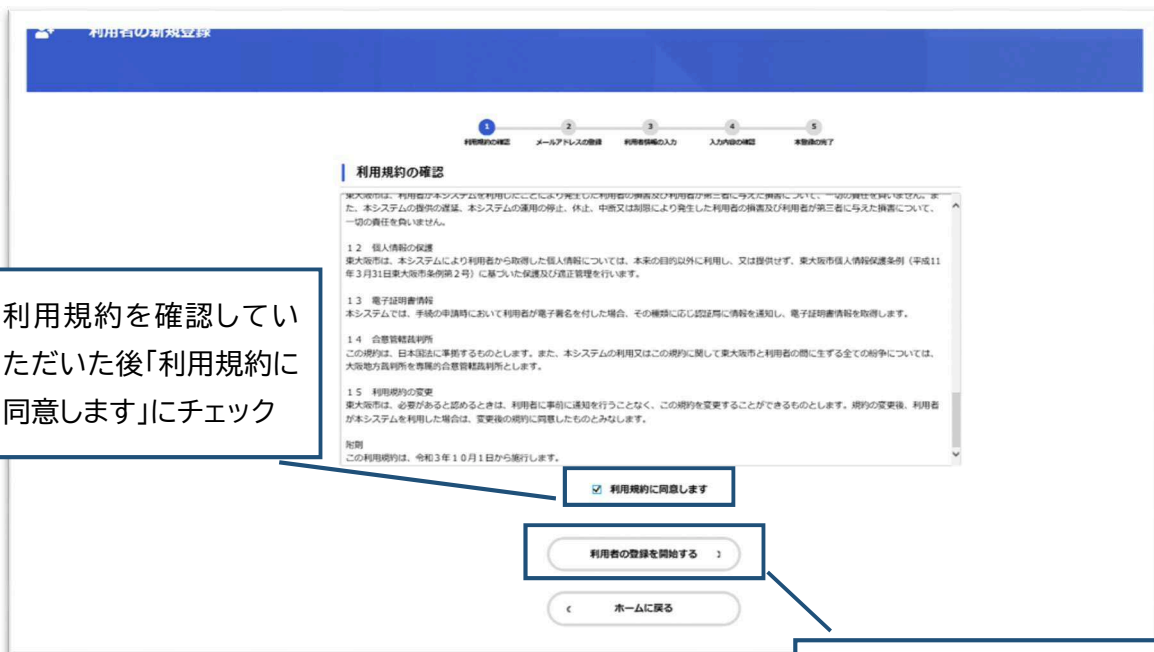 利用者の新規登録
1 2 3 4 5
利用規約の確認 メールアドレスの登録 利用者情報の入力 入力内容の確認 本登録の完了
利用規約の確認
東大阪市は、利用者が本システムを利用したことにより発生した利用者の損害及び利用者が第三者に与えた損害について、一切の責任を負いません。ま
た、本システムの提供の遅延、本システムの運用の停止、休止、中断又は制限により発生した利用者の損害及び利用者が第三者に与えた損害について、
一切の責任を負いません。
12 個人情報の保護
東大阪市は、本システムにより利用者から取得した個人情報については、本来の目的以外に利用し、又は提供せず、東大阪市個人情報保護条例（平成11
年3月31日東大阪市条例第2号）に基づいた保護及び適正管理を行います。
13 電子証明書情報
本システムでは、手続の申請時において利用者が電子署名を付した場合、その種類に応じ認証局に情報を通知し、電子証明書情報を取得します。
14 合意管轄裁判所
この規約は、日本国法に準拠するものとします。また、本システムの利用又はこの規約に関して東大阪市と利用者の間に生ずる全ての紛争については、
大阪地方裁判所を専属的合意管轄裁判所とします。
15 利用規約の変更
東大阪市は、必要があると認めるときは、利用者に事前に通知を行うことなく、この規約を変更することができるものとします。規約の変更後、利用者
が本システムを利用した場合は、変更後の規約に同意したものとみなします。
附則
この利用規約は、令和3年10月1日から施行します。
利用規約を確認してい
ただいた後「利用規約に
同意します」にチェック
利用規約に同意します
利用者の登録を開始する
ホームに戻る